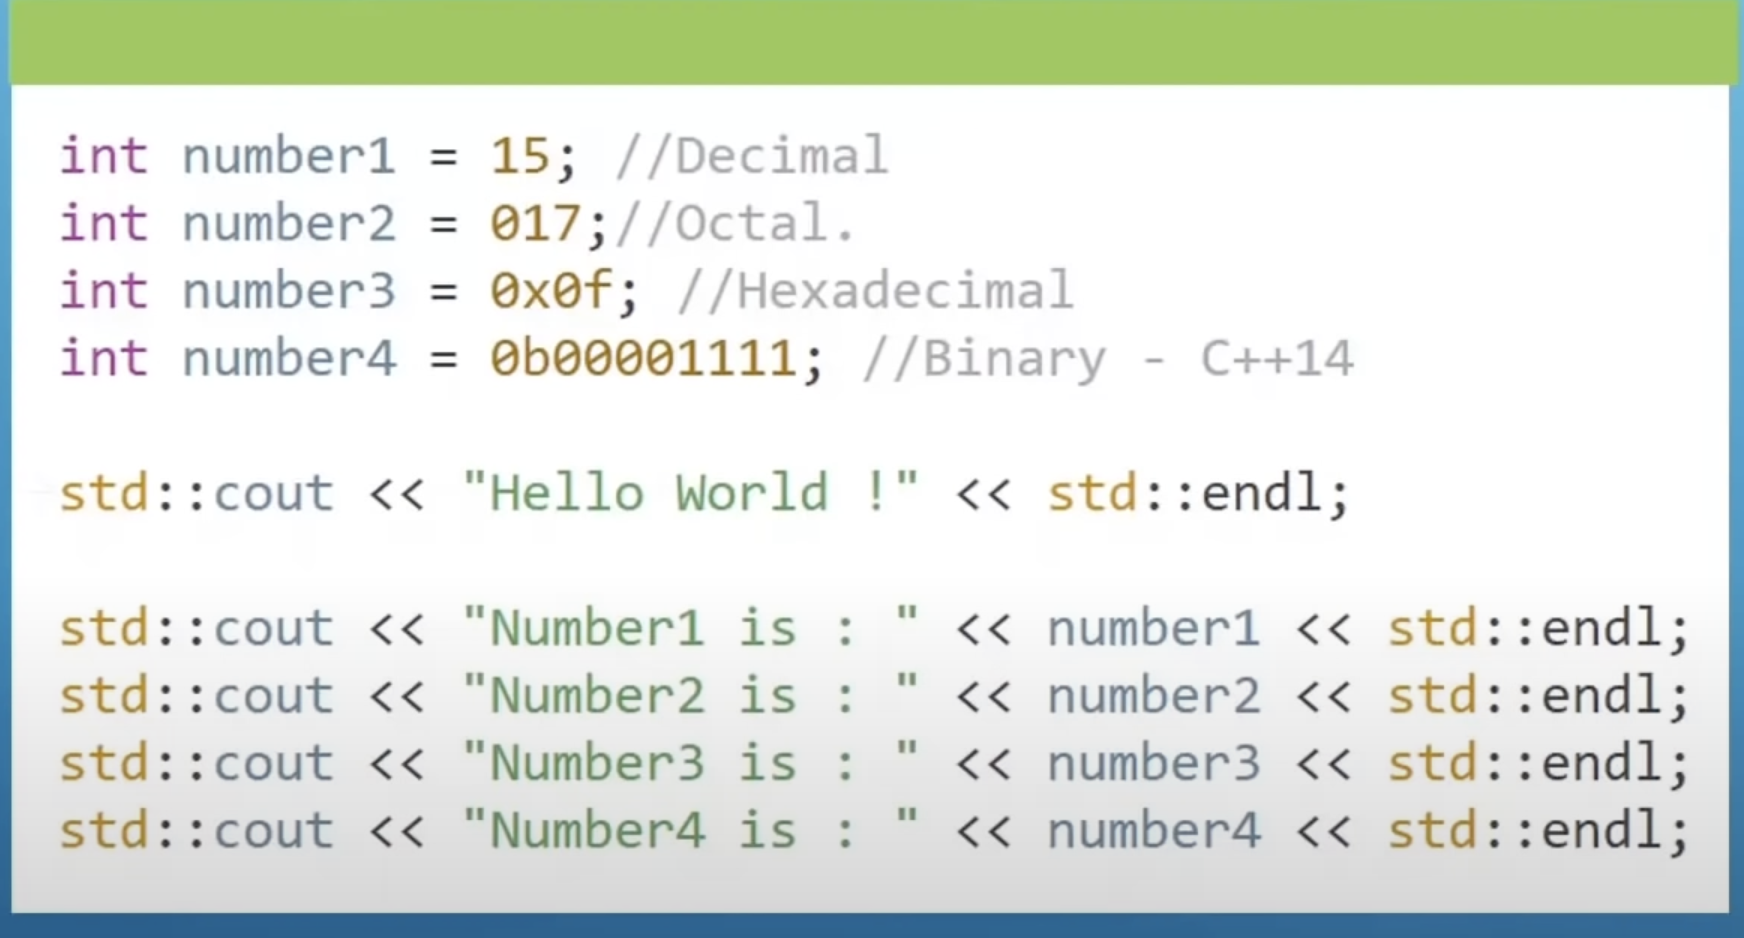 int number1 = 15; //Decimal
int number2 = 017;//Octal.
int number3 = 0x0f; //Hexadecimal
int number4 = 0b00001111; //Binary - C++14
std::cout << "Hello World !" << std::endl;
std::cout << "Number1 is : " << number1 << std::endl;
std::cout << "Number2 is : " << number2 << std::endl;
std::cout << "Number3 is : " << number3 << std::endl;
std::cout << "Number4 is : " << number4 << std::endl;